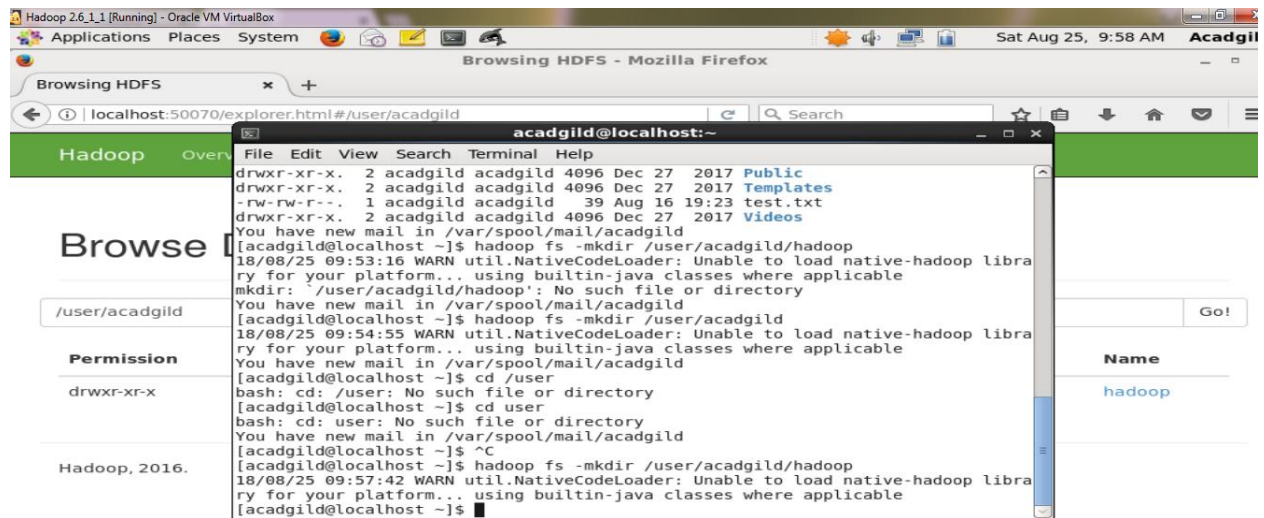 Hadoop 2.6_1_1 [Running] - Oracle VM VirtualBox
Applications Places System Sat Aug 25, 9:58 AM Acadgil
Browsing HDFS - Mozilla Firefox
Browsing HDFS
localhost:50070/explorer.html#/user/acadgild Search
acadgild@localhost:~
Hadoop Overv
File Edit View Search Terminal Help
drwxr-xr-x. 2 acadgild acadgild 4096 Dec 27 2017 Public
drwxr-xr-x. 2 acadgild acadgild 4096 Dec 27 2017 Templates
-rw-rw-r--. 1 acadgild acadgild 39 Aug 16 19:23 test.txt
drwxr-xr-x. 2 acadgild acadgild 4096 Dec 27 2017 Videos
You have new mail in /var/spool/mail/acadgild
[acadgild@localhost ~]$ hadoop fs -mkdir /user/acadgild/hadoop
18/08/25 09:53:16 WARN util.NativeCodeLoader: Unable to load native-hadoop libra
ry for your platform... using builtin-java classes where applicable
mkdir: `/user/acadgild/hadoop': No such file or directory
You have new mail in /var/spool/mail/acadgild
[acadgild@localhost ~]$ hadoop fs -mkdir /user/acadgild
18/08/25 09:54:55 WARN util.NativeCodeLoader: Unable to load native-hadoop libra
ry for your platform... using builtin-java classes where applicable
You have new mail in /var/spool/mail/acadgild
[acadgild@localhost ~]$ cd /user
bash: cd: /user: No such file or directory
[acadgild@localhost ~]$ cd user
bash: cd: user: No such file or directory
You have new mail in /var/spool/mail/acadgild
[acadgild@localhost ~]$ ^C
[acadgild@localhost ~]$ hadoop fs -mkdir /user/acadgild/hadoop
18/08/25 09:57:42 WARN util.NativeCodeLoader: Unable to load native-hadoop libra
ry for your platform... using builtin-java classes where applicable
[acadgild@localhost ~]$
Browse D
/user/acadgild Go!
Permission Name
drwxr-xr-x hadoop
Hadoop, 2016.